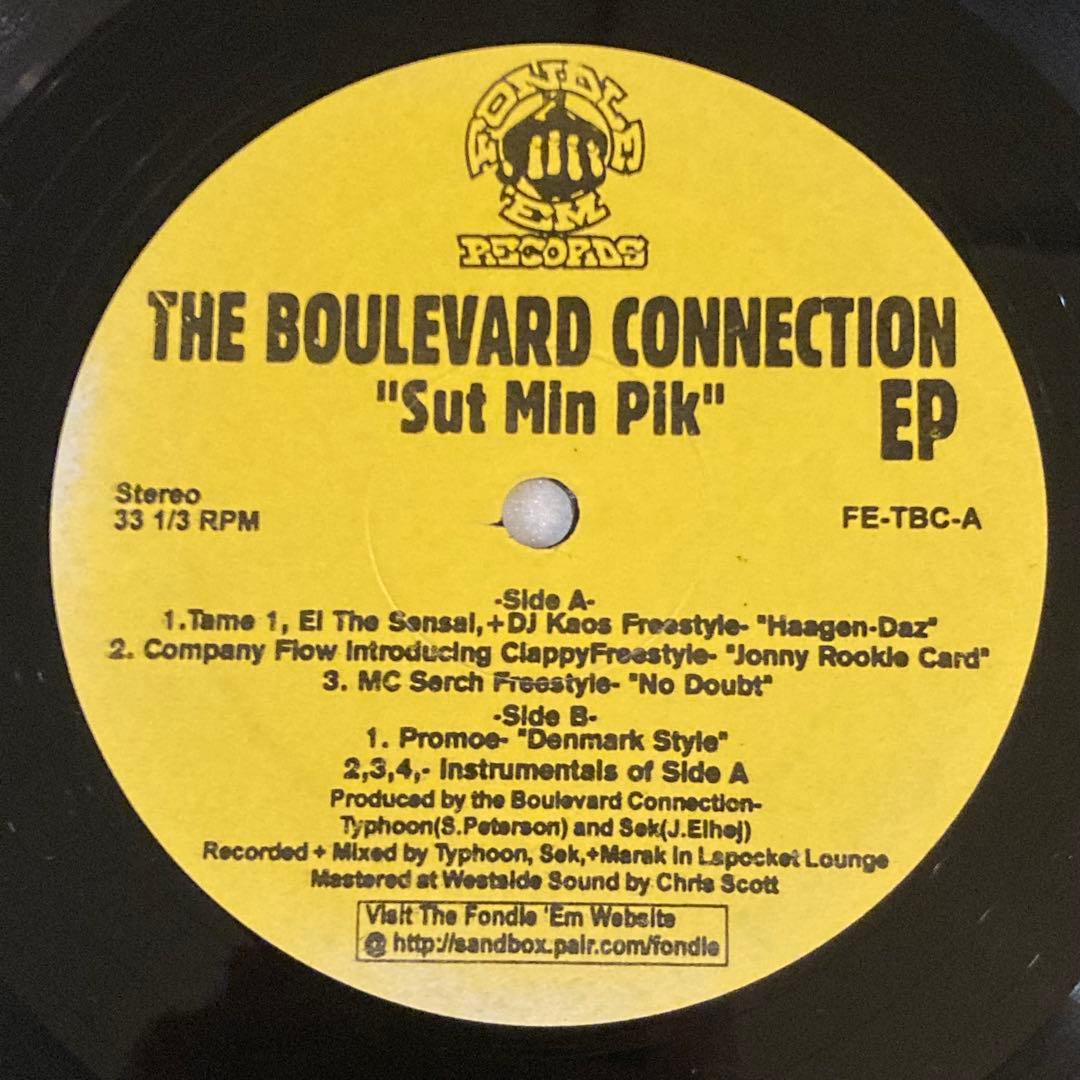 FONDLE
'EM
RECORDS
THE BOULEVARD CONNECTION
"Sut Min Pik" EP
Stereo
33 1/3 RPM
FE-TBC-A
-Side A-
1.Tame 1, El The Sensai,+DJ Kaos Freestyle- "Haagen-Daz"
2. Company Flow Introducing ClappyFreestyle- "Jonny Rookie Card"
3. MC Serch Freestyle- "No Doubt"
-Side B-
1. Promoe- "Denmark Style"
2,3,4,- Instrumentals of Side A
Produced by the Boulevard Connection-
Typhoon(S.Peterson) and Sek(J.Elhej)
Recorded + Mixed by Typhoon, Sek,+Marak in Lapocket Lounge
Mastered at Westside Sound by Chris Scott
Visit The Fondle 'Em Website
@ http://sandbox.pair.com/fondle